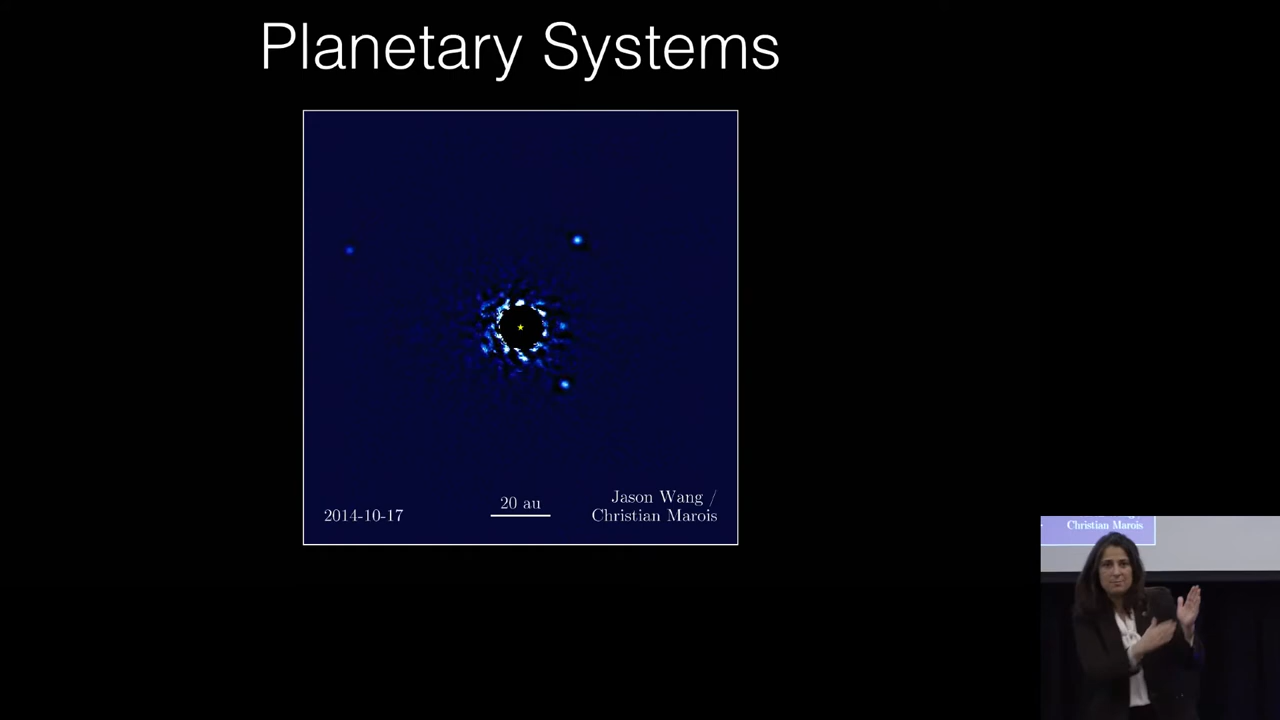 Planetary Systems
20 au
Jason Wang /
2014-10-17
Christian Marois
Christian Marois